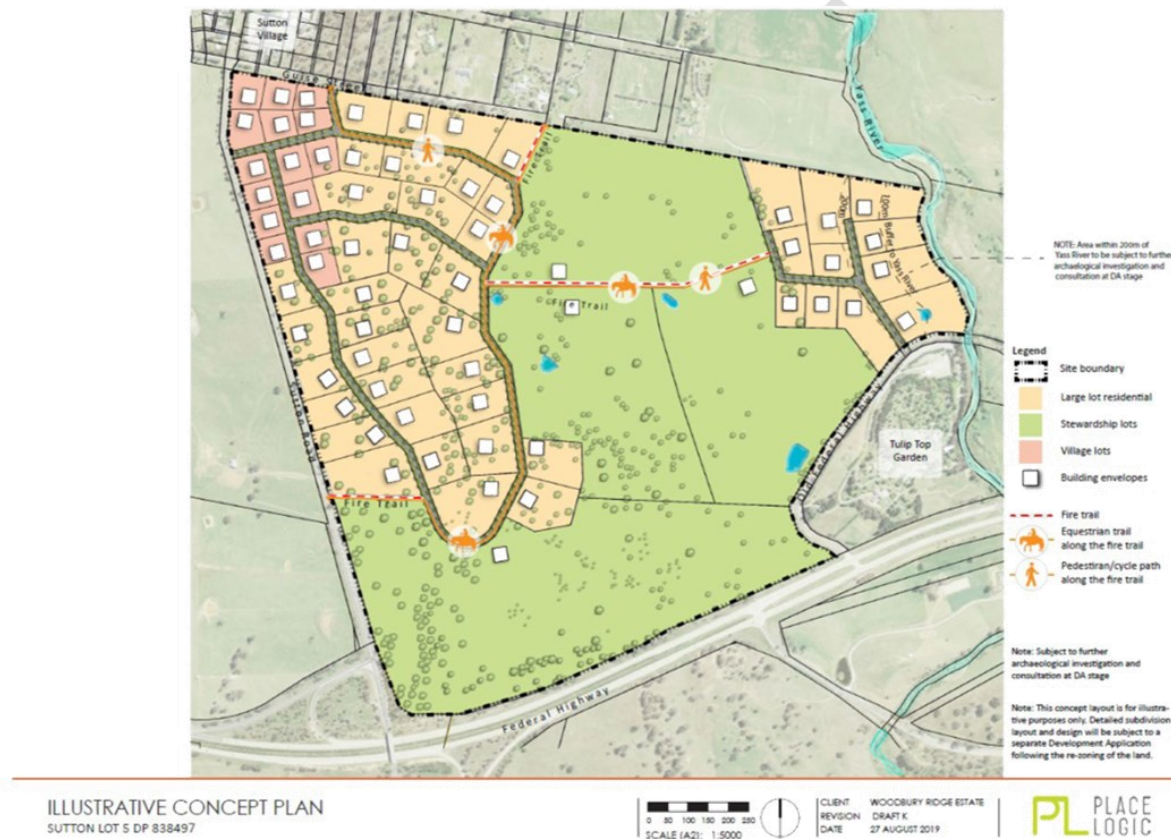 Sutton
Village
Guise Street
Yass River
Fire Trail
200m
100m Buffer to Yass River
NOTE: Area within 200m of
Yass River to be subject to further
archaelogical investigation and
consultation at DA stage
Fire Trail
Sutton Road
Old Federal Highway
Tulip Top
Garden
Fire Trail
Federal Highway
Legend
Site boundary
Large lot residential
Stewardship lots
Village lots
Building envelopes
Fire trail
Equestrian trail
along the fire trail
Pedestiran/cycle path
along the fire trail
Note: Subject to further
archaeological investigation and
consultation at DA stage
Note: This concept layout is for illustra-
tive purposes only. Detailed subdivision
layout and design will be subject to a
separate Development Application
following the re-zoning of the land.
ILLUSTRATIVE CONCEPT PLAN
SUTTON LOT 5 DP 838497
0 50 100 150 200 250
SCALE (A2): 1:5000
CLIENT WOODBURY RIDGE ESTATE
REVISION DRAFT K
DATE 27 AUGUST 2019
PL PLACE
LOGIC